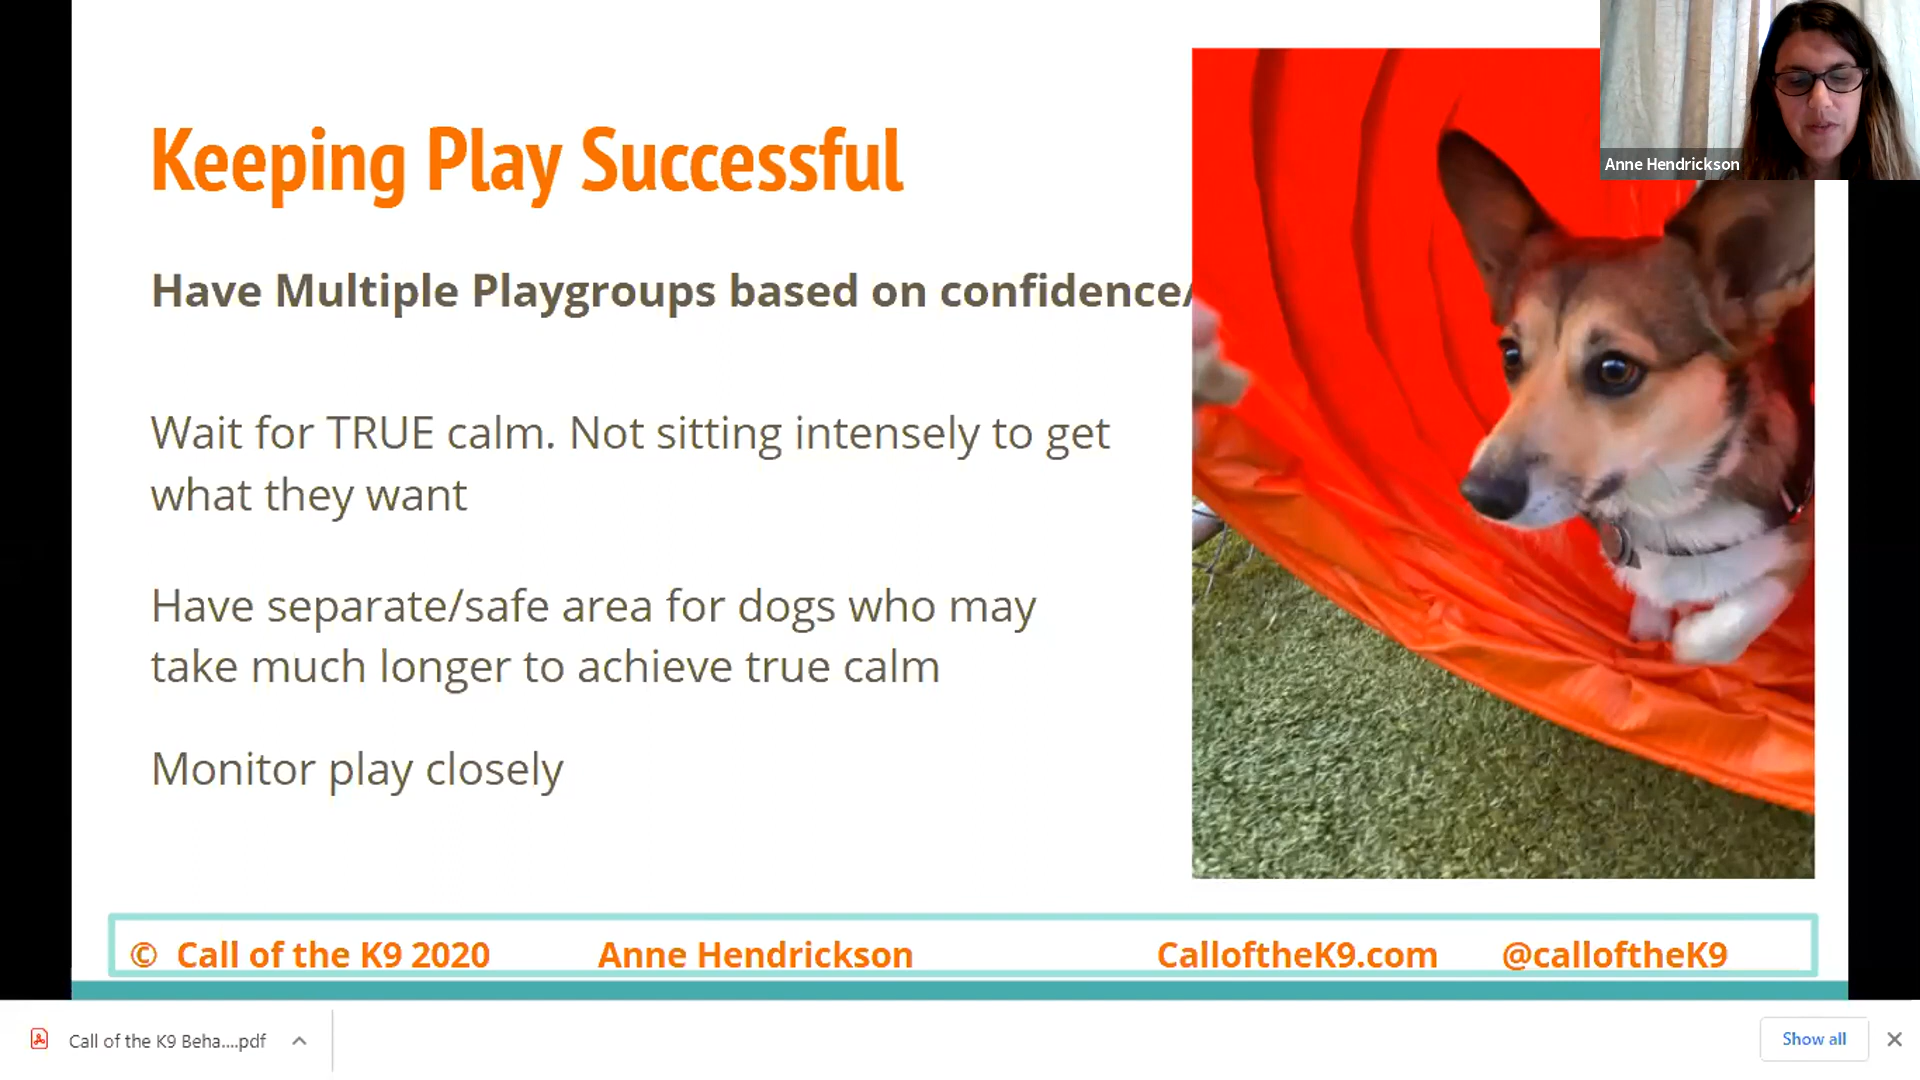 Keeping Play Successful
Have Multiple Playgroups based on confidence/
Wait for TRUE calm. Not sitting intensely to get
what they want
Have separate/safe area for dogs who may
take much longer to achieve true calm
Monitor play closely
Anne Hendrickson
© Call of the K9 2020 Anne Hendrickson CalloftheK9.com @calloftheK9
Call of the K9 Beha....pdf
Show all